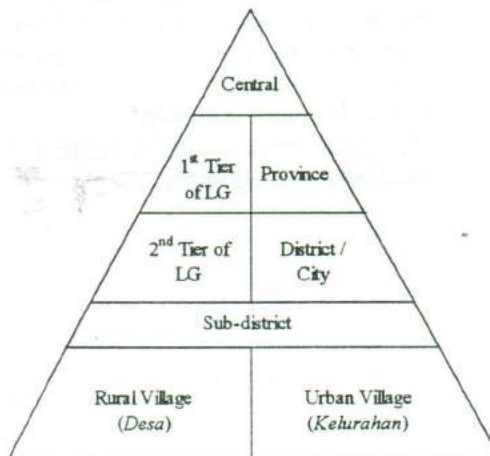 Central
1st Tier
of LG
Province
2nd Tier of
LG
District /
City
Sub-district
Rural Village
(Desa)
Urban Village
(Kelurahan)